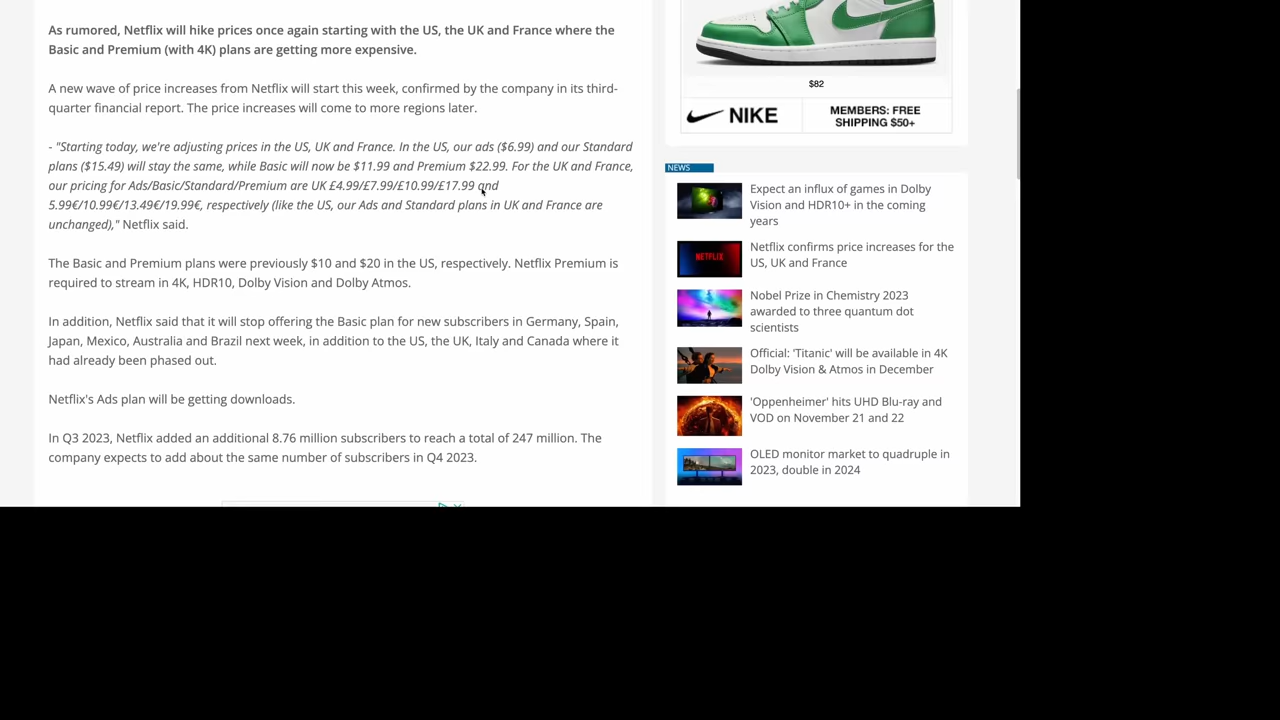 As rumored, Netflix will hike prices once again starting with the US, the UK and France where the
Basic and Premium (with 4K) plans are getting more expensive.
A new wave of price increases from Netflix will start this week, confirmed by the company in its third-
quarter financial report. The price increases will come to more regions later.
- "Starting today, we're adjusting prices in the US, UK and France. In the US, our ads ($6.99) and our Standard
plans ($15.49) will stay the same, while Basic will now be $11.99 and Premium $22.99. For the UK and France,
our pricing for Ads/Basic/Standard/Premium are UK £4.99/£7.99/£10.99/£17.99 and
5.99€/10.99€/13.49€/19.99€, respectively (like the US, our Ads and Standard plans in UK and France are
unchanged)," Netflix said.
The Basic and Premium plans were previously $10 and $20 in the US, respectively. Netflix Premium is
required to stream in 4K, HDR10, Dolby Vision and Dolby Atmos.
In addition, Netflix said that it will stop offering the Basic plan for new subscribers in Germany, Spain,
Japan, Mexico, Australia and Brazil next week, in addition to the US, the UK, Italy and Canada where it
had already been phased out.
Netflix's Ads plan will be getting downloads.
In Q3 2023, Netflix added an additional 8.76 million subscribers to reach a total of 247 million. The
company expects to add about the same number of subscribers in Q4 2023.
$82
NIKE
MEMBERS: FREE
SHIPPING $50+
NEWS
Expect an influx of games in Dolby
Vision and HDR10+ in the coming
years
NETFLIX
Netflix confirms price increases for the
US, UK and France
Nobel Prize in Chemistry 2023
awarded to three quantum dot
scientists
Official: 'Titanic' will be available in 4K
Dolby Vision & Atmos in December
'Oppenheimer' hits UHD Blu-ray and
VOD on November 21 and 22
OLED monitor market to quadruple in
2023, double in 2024